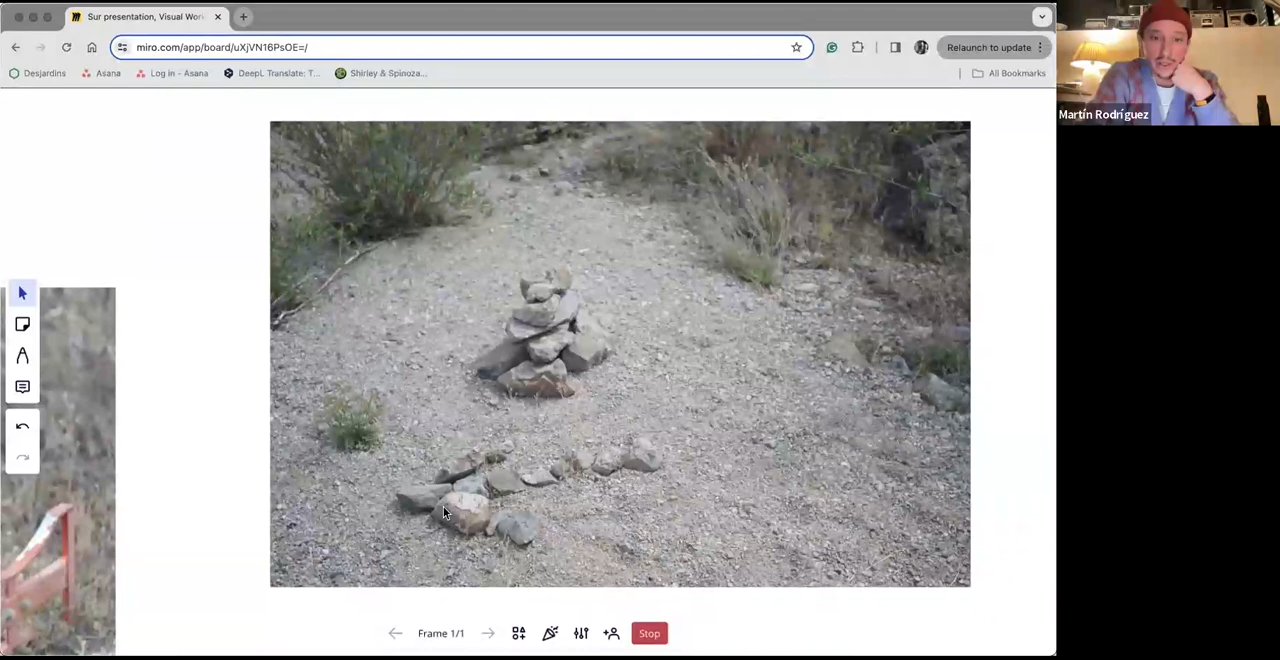 Sur presentation, Visual Wor
miro.com/app/board/uXjVN16PsOE=/
Relaunch to update
Desjardins
Asana
Log in - Asana
DeepL Translate: T...
Shirley & Spinoza...
All Bookmarks
Martín Rodríguez
Frame 1/1
Stop